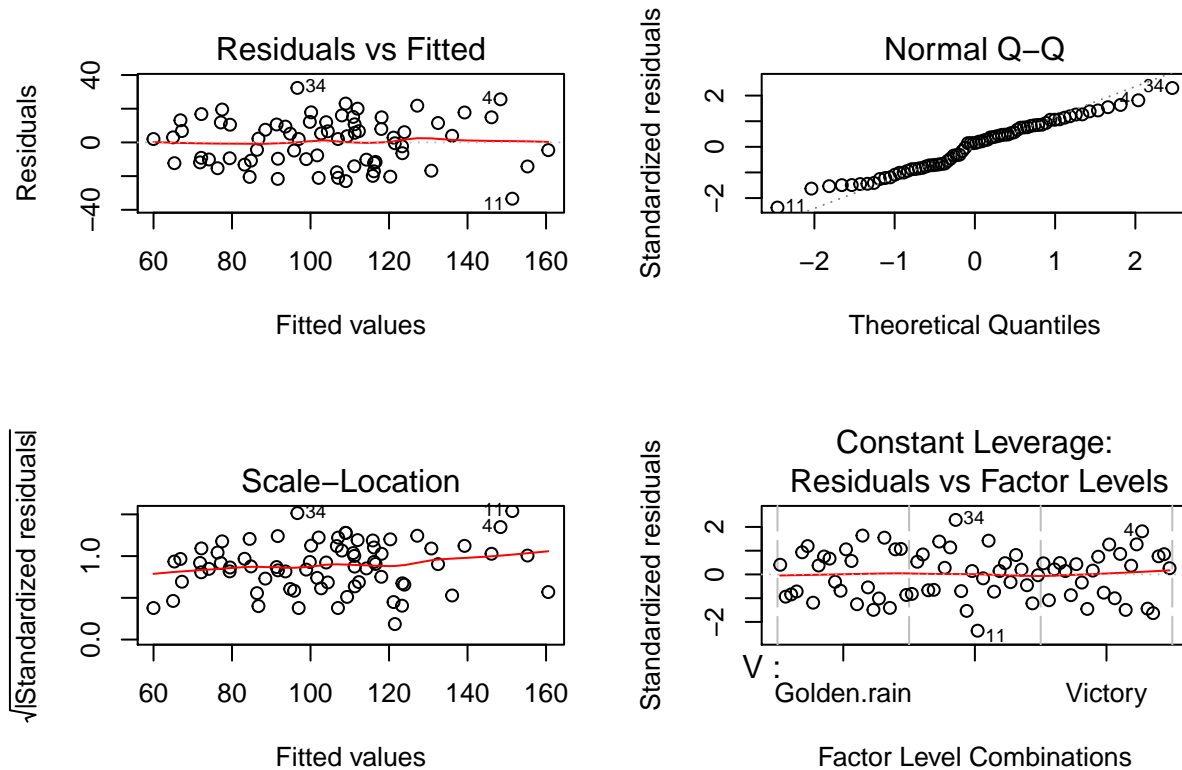 Residuals vs Fitted
Residuals
40
0
−40
34
4
11
60 80 100 120 140 160
Fitted values
Normal Q−Q
Standardized residuals
2
0
−2
34
4
11
−2 −1 0 1 2
Theoretical Quantiles
Scale−Location
√|Standardized residuals|
1.0
0.0
34
11
4
60 80 100 120 140 160
Fitted values
Constant Leverage:
Residuals vs Factor Levels
Standardized residuals
2
0
−2
34
4
11
V :
Golden.rain Victory
Factor Level Combinations